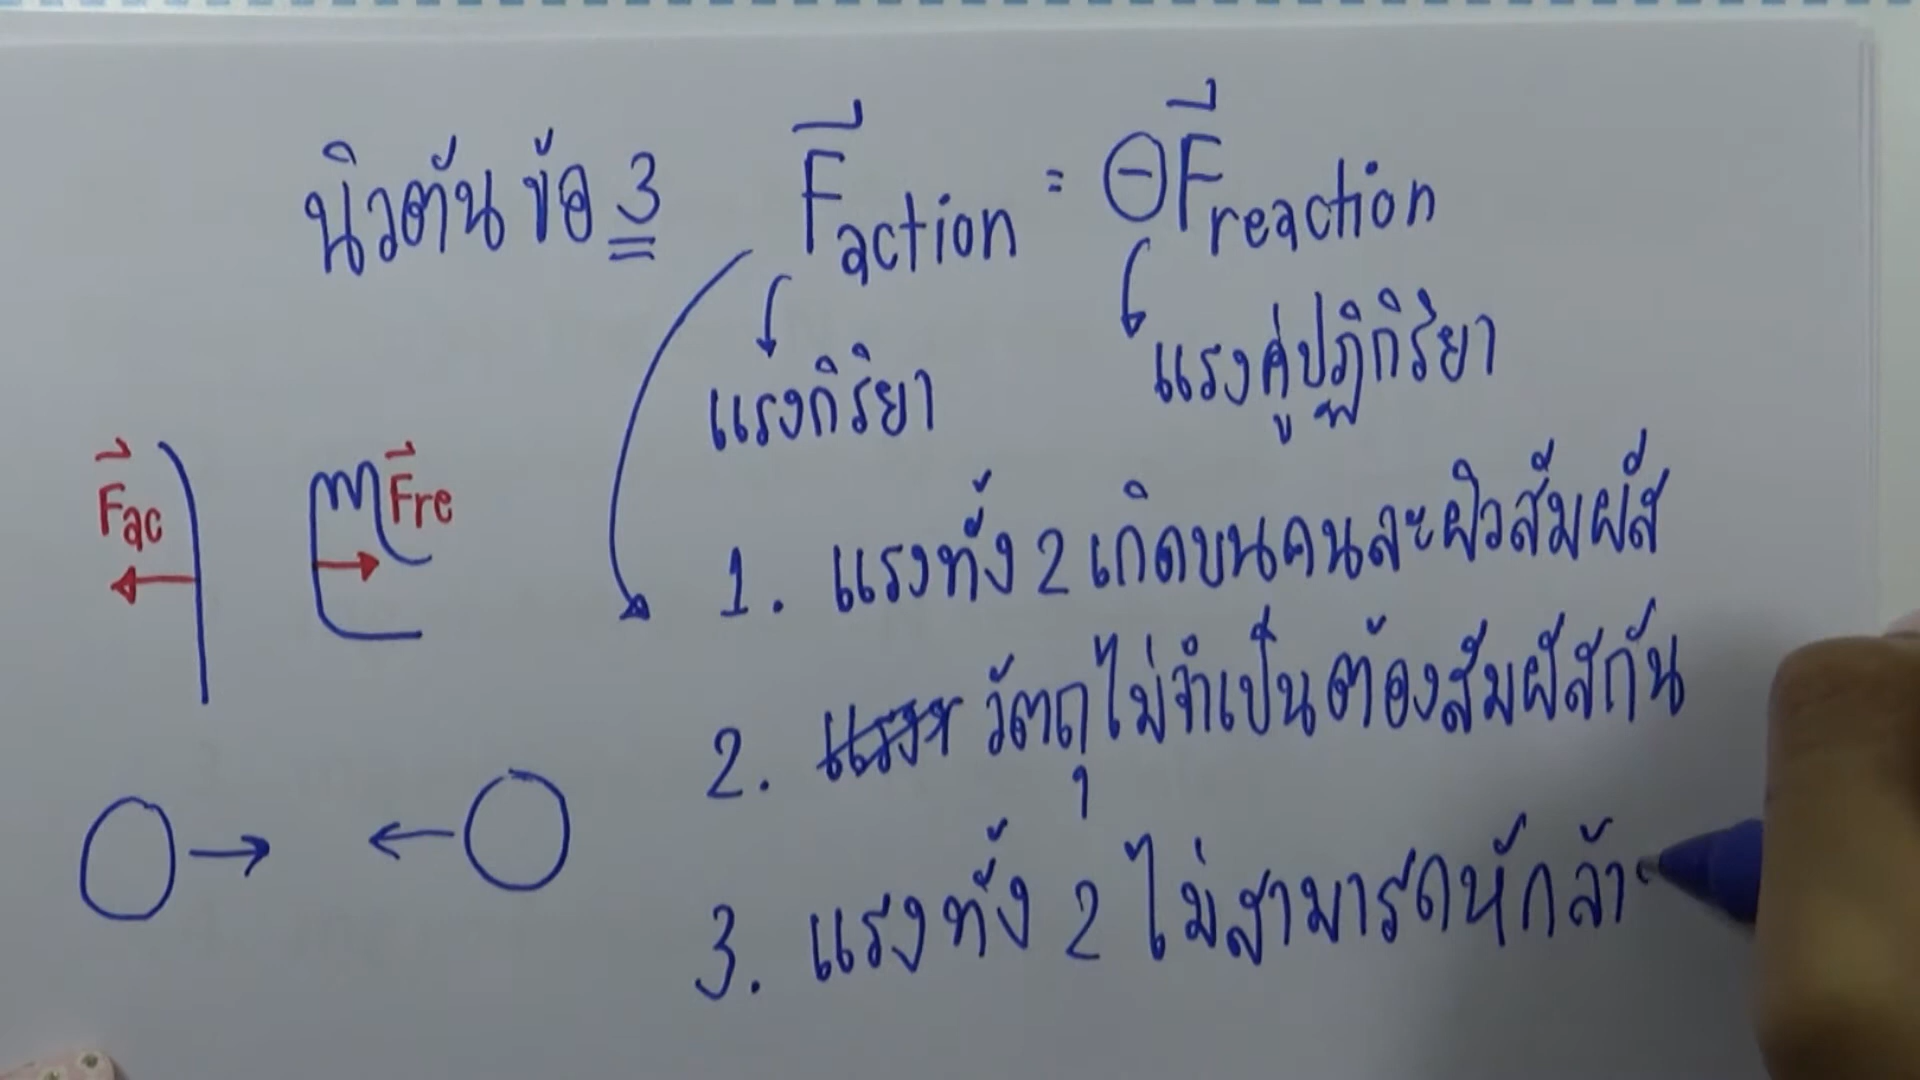 นิวตันข้อ 3 F⃗action = ⊖F⃗reaction
แรงกิริยา
แรงคู่ปฏิกิริยา
F⃗ac
F⃗re
1. แรงทั้ง 2 เกิดบนคนละผิวสัมผัส
2. วัตถุไม่จำเป็นต้องสัมผัสกัน
3. แรงทั้ง 2 ไม่สามารถหักล้า